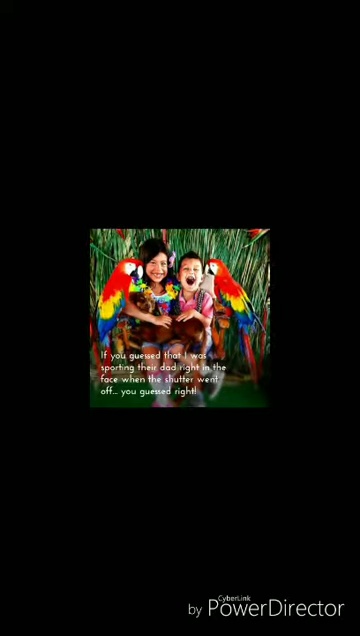 If you guessed that I was
sporting their dad right in the
face when the shutter went
off... you guessed right!
CyberLink
by PowerDirector